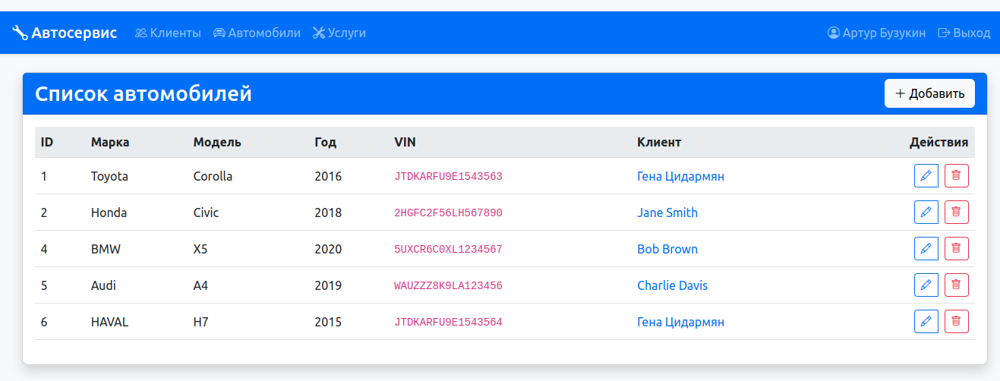 Автосервис Клиенты Автомобили Услуги Артур Бузукин Выход
Список автомобилей + Добавить
ID Марка Модель Год VIN Клиент Действия
1 Toyota Corolla 2016 JTDKARFU9E1543563 Гена Цидармян
2 Honda Civic 2018 2HGFC2F56LH567890 Jane Smith
4 BMW X5 2020 5UXCR6C0XL1234567 Bob Brown
5 Audi A4 2019 WAUZZZ8K9LA123456 Charlie Davis
6 HAVAL H7 2015 JTDKARFU9E1543564 Гена Цидармян